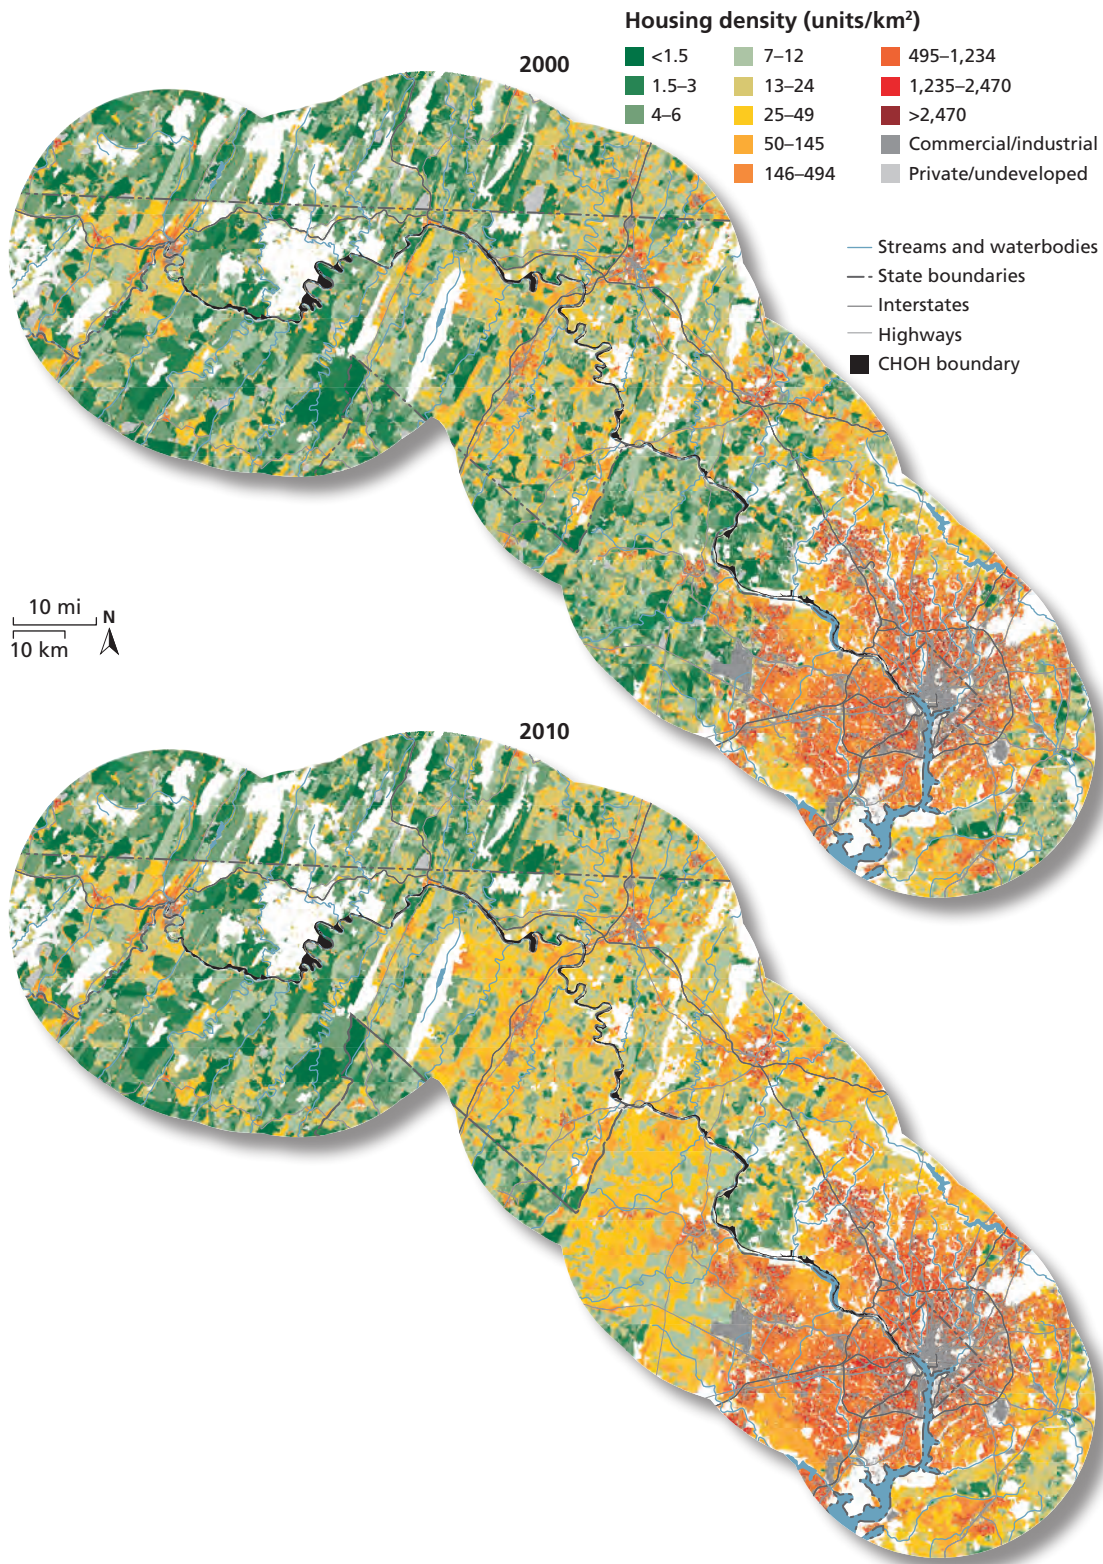 Housing density (units/km²)
<1.5
1.5–3
4–6
7–12
13–24
25–49
50–145
146–494
495–1,234
1,235–2,470
>2,470
Commercial/industrial
Private/undeveloped
2000
Streams and waterbodies
State boundaries
Interstates
Highways
CHOH boundary
10 mi
N
10 km
2010